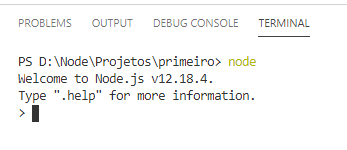 PROBLEMS OUTPUT DEBUG CONSOLE TERMINAL
PS D:\Node\Projetos\primeiro> node
Welcome to Node.js v12.18.4.
Type ".help" for more information.
>